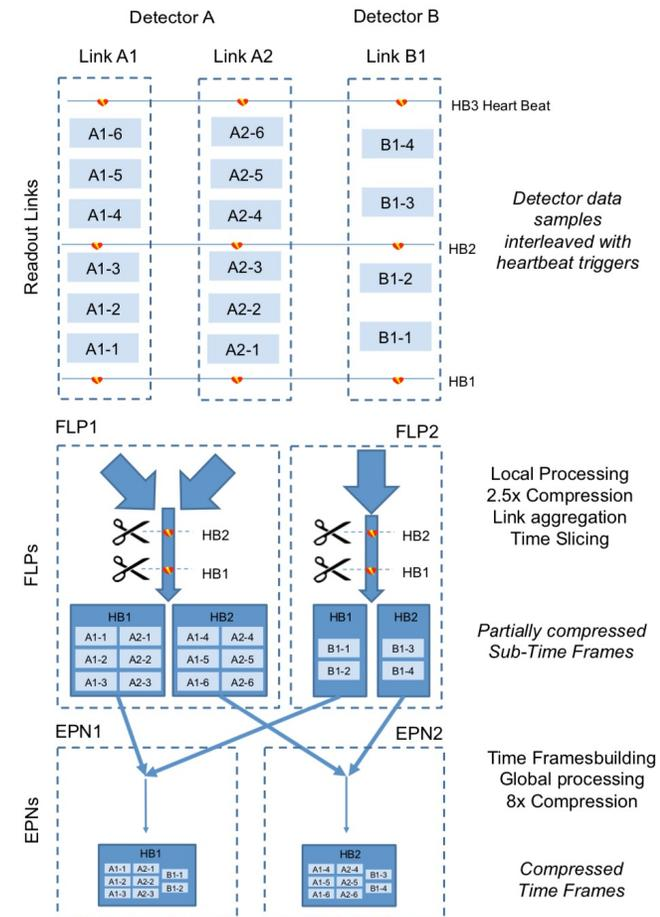 Detector A
Detector B
Link A1
Link A2
Link B1
HB3 Heart Beat
A1-6
A2-6
B1-4
A1-5
A2-5
B1-3
A1-4
A2-4
HB2
Readout Links
Detector data
samples
interleaved with
heartbeat triggers
A1-3
A2-3
B1-2
A1-2
A2-2
B1-1
A1-1
A2-1
HB1
FLP1
FLP2
FLPs
HB2
HB1
HB2
HB1
Local Processing
2.5x Compression
Link aggregation
Time Slicing
HB1
A1-1 A2-1
A1-2 A2-2
A1-3 A2-3
HB2
A1-4 A2-4
A1-5 A2-5
A1-6 A2-6
HB1
B1-1
B1-2
HB2
B1-3
B1-4
Partially compressed
Sub-Time Frames
EPN1
EPN2
EPNs
Time Framesbuilding
Global processing
8x Compression
HB1
A1-1 A2-1
A1-2 A2-2
A1-3 A2-3
B1-1
B1-2
HB2
A1-4 A2-4
A1-5 A2-5
A1-6 A2-6
B1-3
B1-4
Compressed
Time Frames